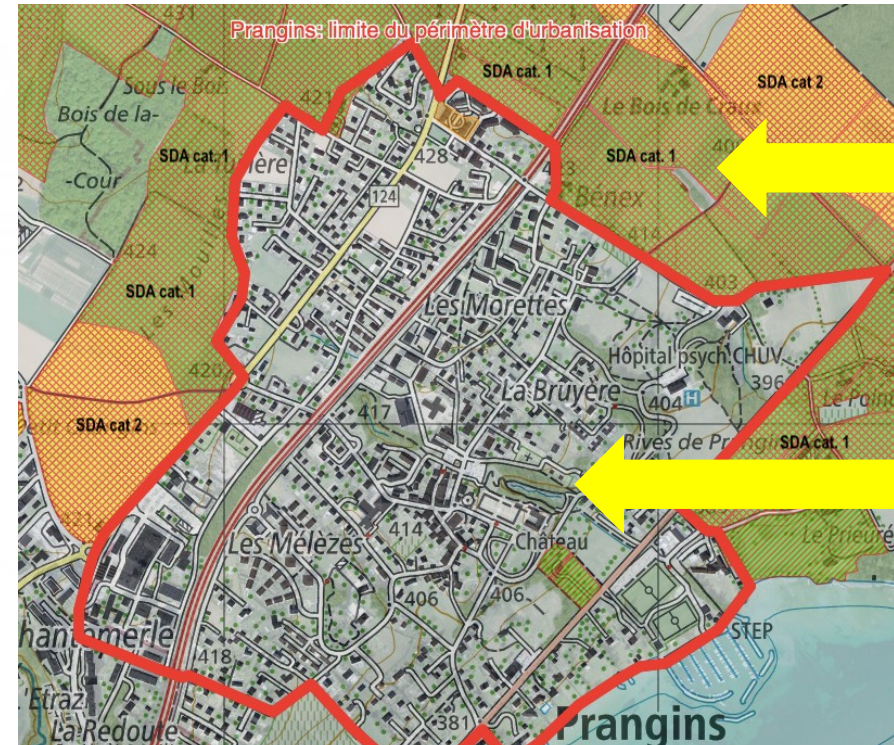 431
Prangins: limite du périmètre d'urbanisation
SDA cat. 1
SDA cat 2
Sous le Bois
421
Le Bois de Craux
Bois de la-
-Cour
SDA cat. 1
428
SDA cat. 1
124
Bénex
414
424
SDA cat. 1
403
Les Morettes
Hôpital psych.CHUV
420
396
La Bruyère
404
H
417
SDA cat 2
Rives de Prangins
SDA cat. 1
414
Les Mélèzes
Château
Le Prieuré
406
406
STEP
418
381
Prangins
La Redoute